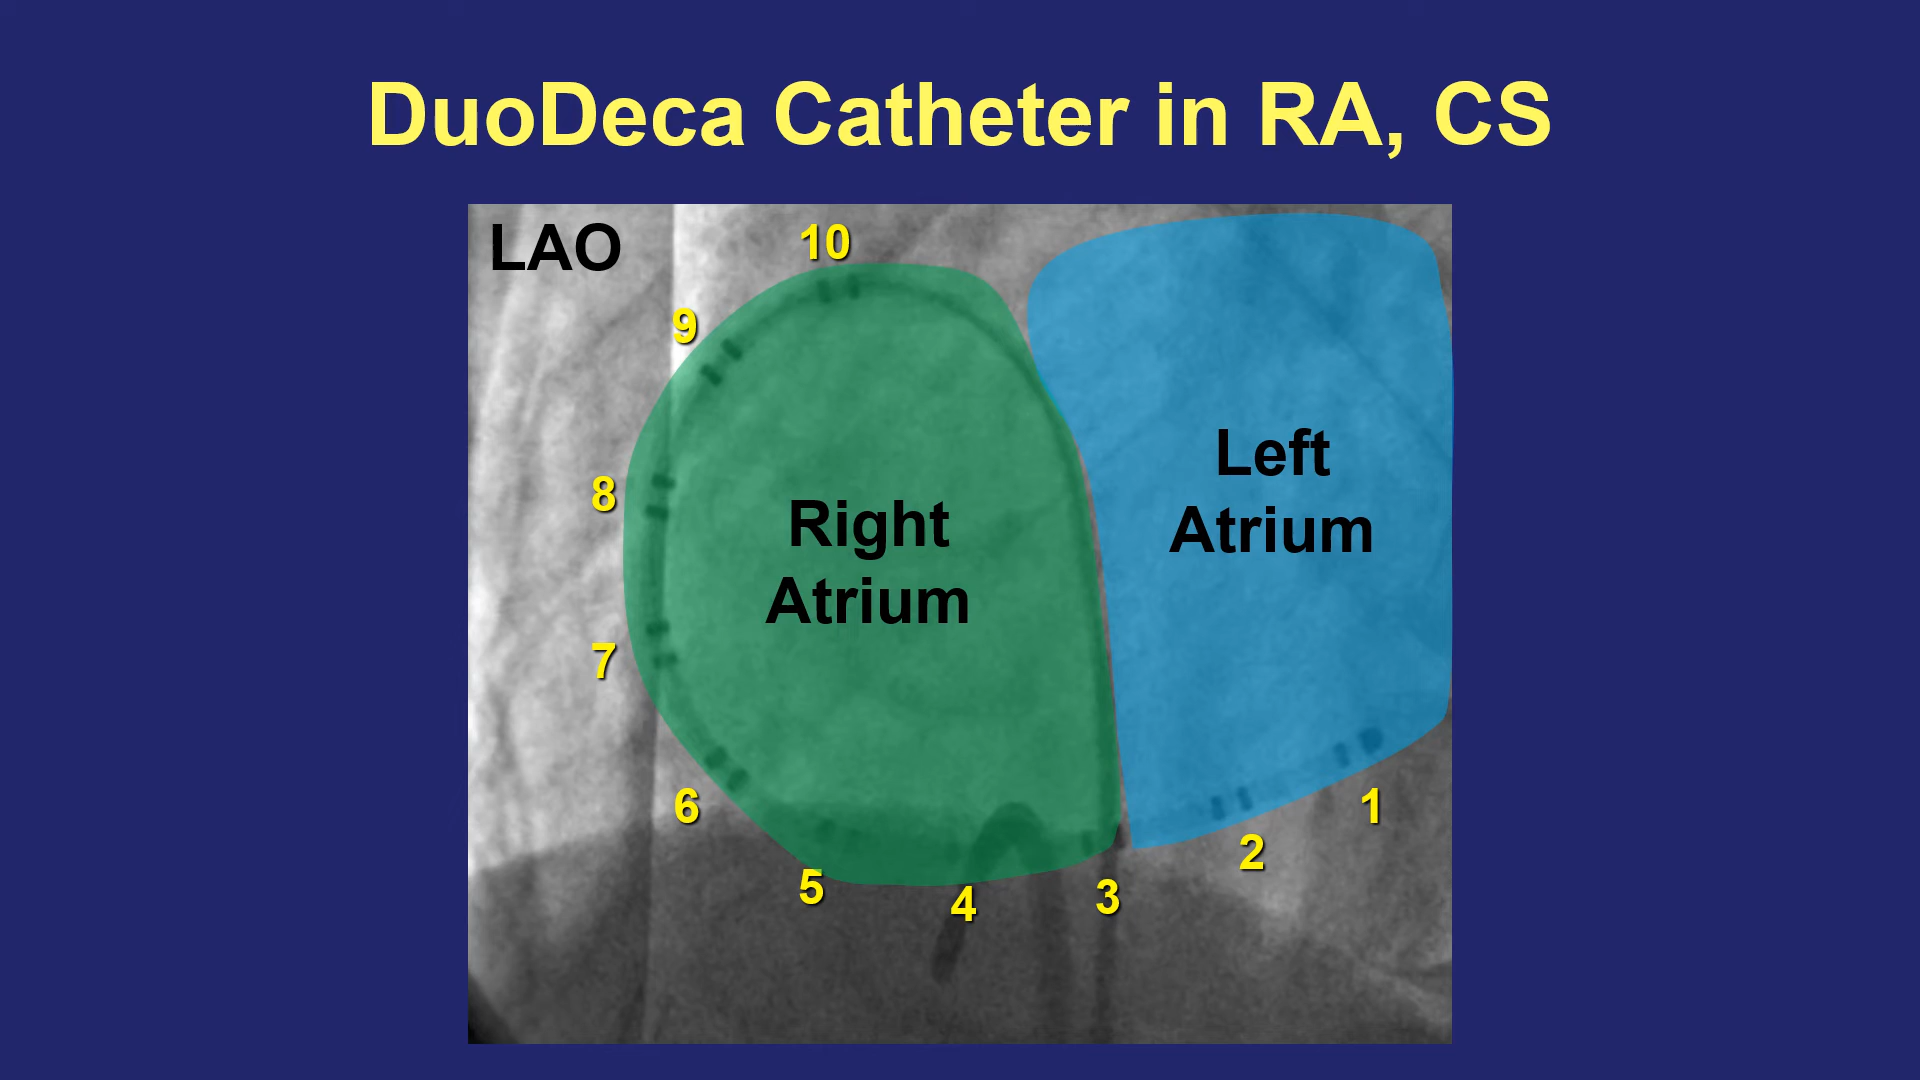 DuoDeca Catheter in RA, CS
LAO
10
9
8
7
6
5
4
3
2
1
Right
Atrium
Left
Atrium